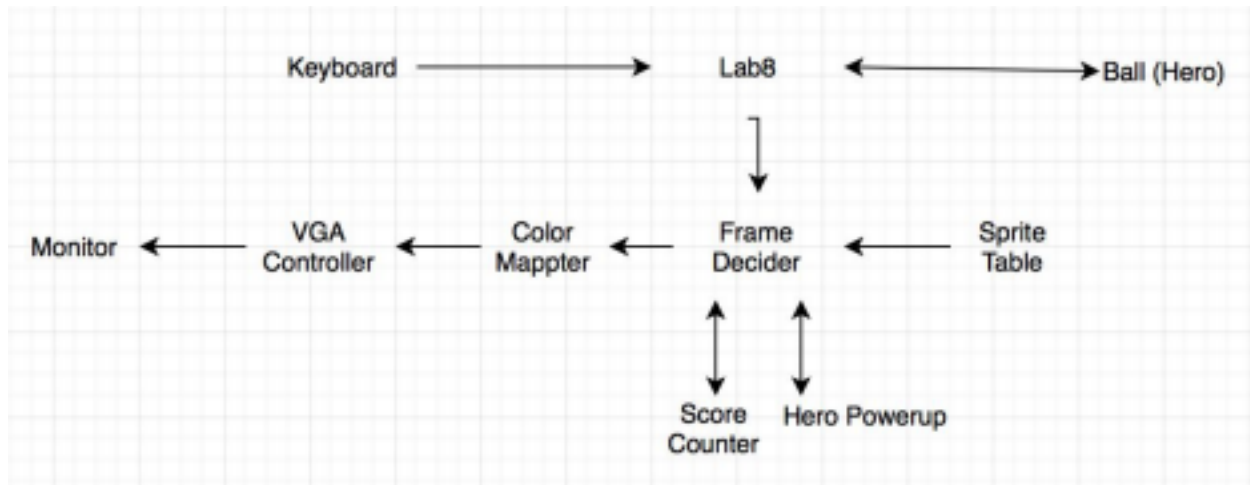 Keyboard
Lab8
Ball (Hero)
Monitor
VGA
Controller
Color
Mappter
Frame
Decider
Sprite
Table
Score
Counter
Hero Powerup